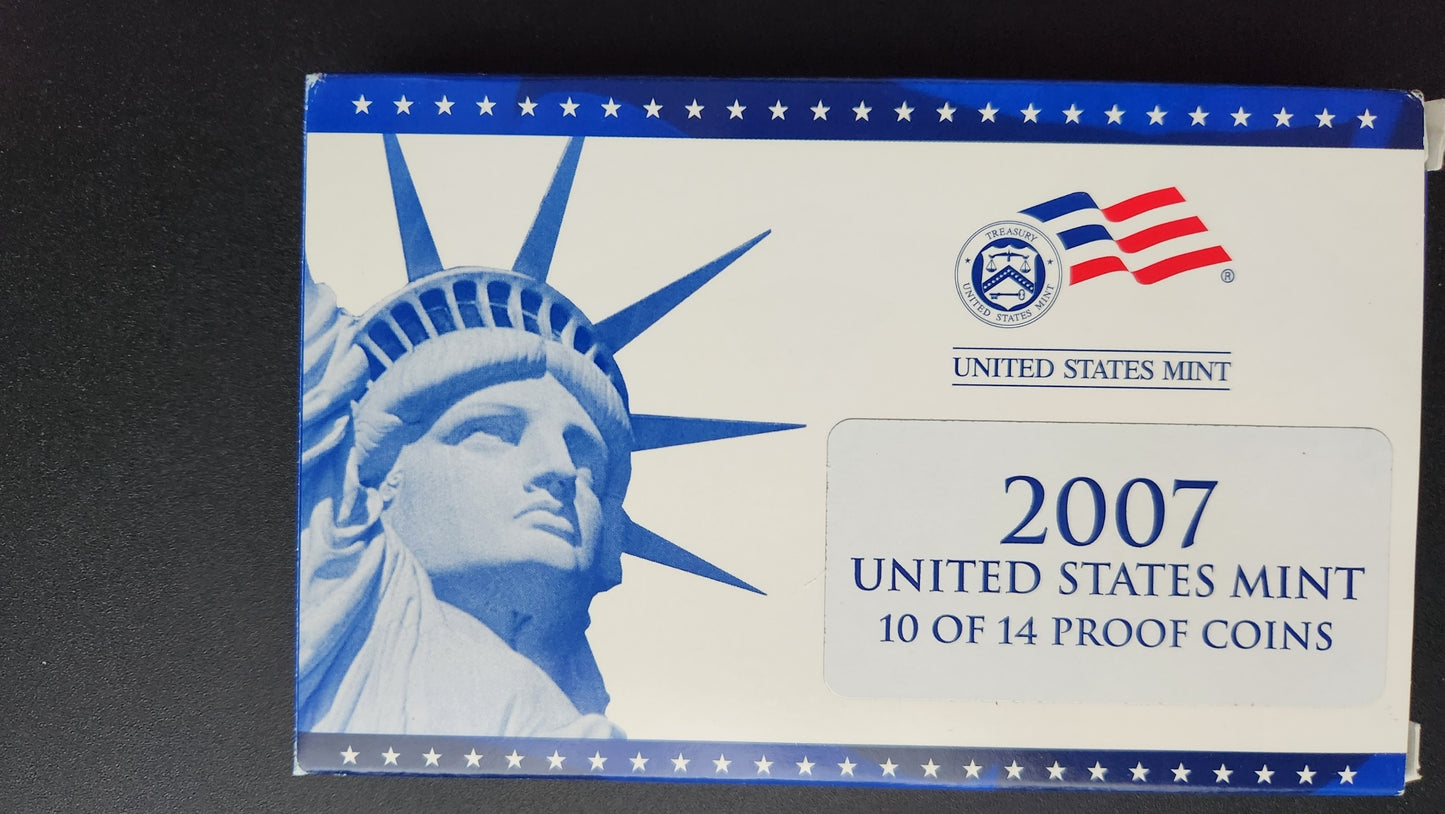 TREASURY
UNITED STATES MINT
®
UNITED STATES MINT
2007
UNITED STATES MINT
10 OF 14 PROOF COINS